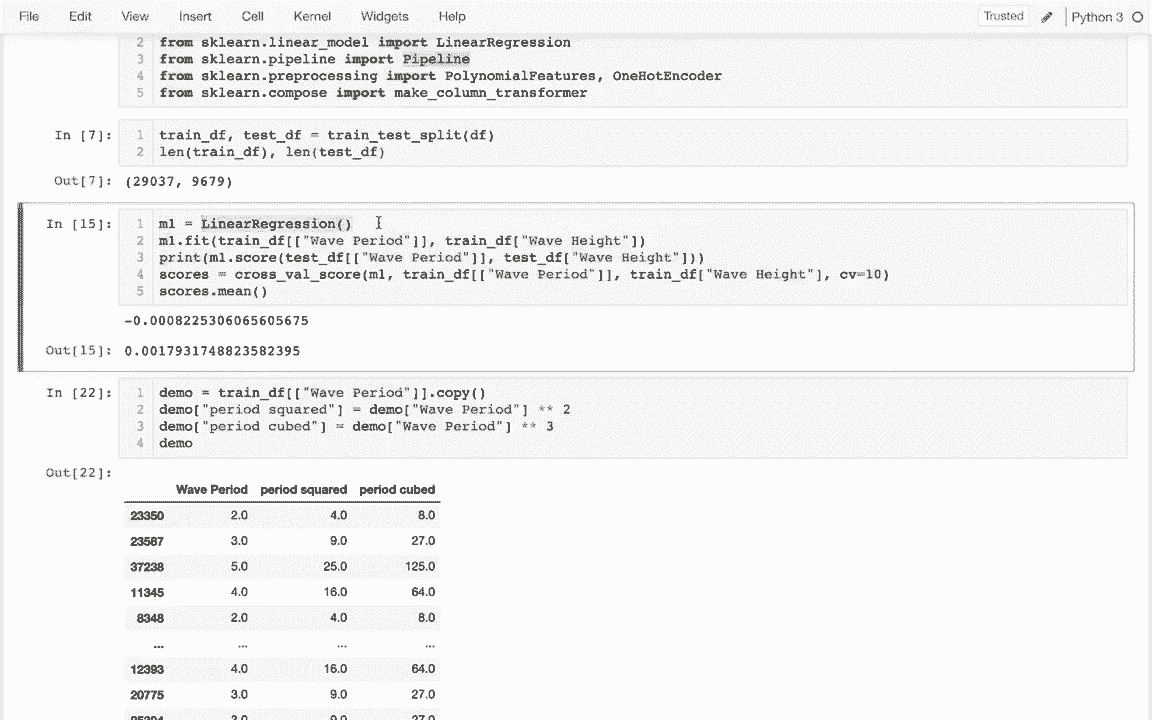 File Edit View Insert Cell Kernel Widgets Help Trusted Python 3
2 from sklearn.linear_model import LinearRegression
3 from sklearn.pipeline import Pipeline
4 from sklearn.preprocessing import PolynomialFeatures, OneHotEncoder
5 from sklearn.compose import make_column_transformer
In [7]: 1 train_df, test_df = train_test_split(df)
2 len(train_df), len(test_df)
Out[7]: (29037, 9679)
In [15]: 1 m1 = LinearRegression()
2 m1.fit(train_df[["Wave Period"]], train_df["Wave Height"])
3 print(m1.score(test_df[["Wave Period"]], test_df["Wave Height"]))
4 scores = cross_val_score(m1, train_df[["Wave Period"]], train_df["Wave Height"], cv=10)
5 scores.mean()
-0.0008225306065605675
Out[15]: 0.0017931748823582395
In [22]: 1 demo = train_df[["Wave Period"]].copy()
2 demo["period squared"] = demo["Wave Period"] ** 2
3 demo["period cubed"] = demo["Wave Period"] ** 3
4 demo
Out[22]:
Wave Period period squared period cubed
23350 2.0 4.0 8.0
23587 3.0 9.0 27.0
37238 5.0 25.0 125.0
11345 4.0 16.0 64.0
8348 2.0 4.0 8.0
... ... ... ...
12393 4.0 16.0 64.0
20775 3.0 9.0 27.0
3.0 9.0 27.0